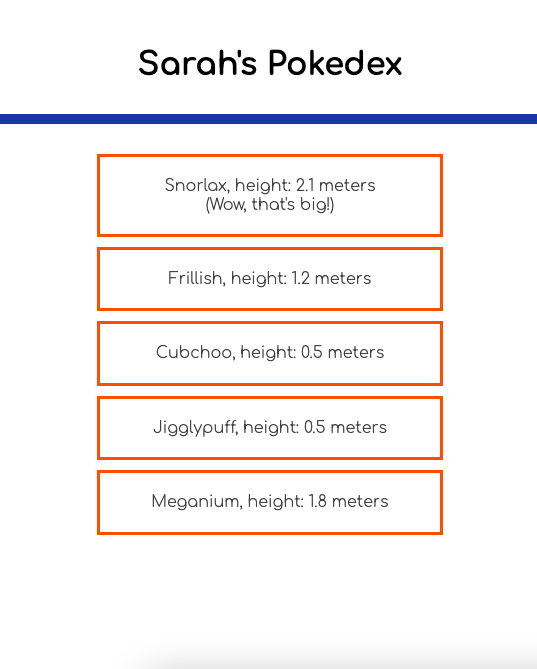 Sarah's Pokedex
Snorlax, height: 2.1 meters
(Wow, that's big!)
Frillish, height: 1.2 meters
Cubchoo, height: 0.5 meters
Jigglypuff, height: 0.5 meters
Meganium, height: 1.8 meters